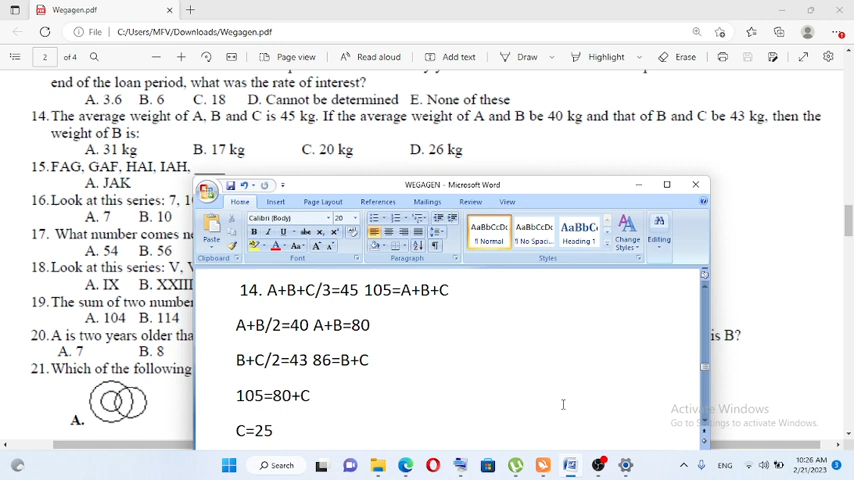 Wegagen.pdf
File
C:/Users/MFV/Downloads/Wegagen.pdf
2 of 4
Page view
Read aloud
Add text
Draw
Highlight
Erase
end of the loan period, what was the rate of interest?
A. 3.6 B. 6 C. 18 D. Cannot be determined E. None of these
14. The average weight of A, B and C is 45 kg. If the average weight of A and B be 40 kg and that of B and C be 43 kg, then the
weight of B is:
A. 31 kg B. 17 kg C. 20 kg D. 26 kg
15. FAG, GAF, HAI, IAH, ____
A. JAK
16. Look at this series: 7, 1
A. 7 B. 10
17. What number comes ne
A. 54 B. 56
18. Look at this series: V, V
A. IX B. XXIII
19. The sum of two number
A. 104 B. 114
20. A is two years older tha
is B?
A. 7 B. 8
21. Which of the following
A.
WEGAGEN - Microsoft Word
Home Insert Page Layout References Mailings Review View
Paste
Clipboard
Calibri (Body) 20
B I U abc x₂ x²
A Aa A A
Font
Paragraph
AaBbCcDc AaBbCcDc AaBbC
¶ Normal ¶ No Spaci... Heading 1
Change Styles
Styles
Editing
14. A+B+C/3=45 105=A+B+C
A+B/2=40 A+B=80
B+C/2=43 86=B+C
105=80+C
C=25
Activate Windows
Go to Settings to activate Windows.
Search
ENG
10:26 AM
2/21/2023
3